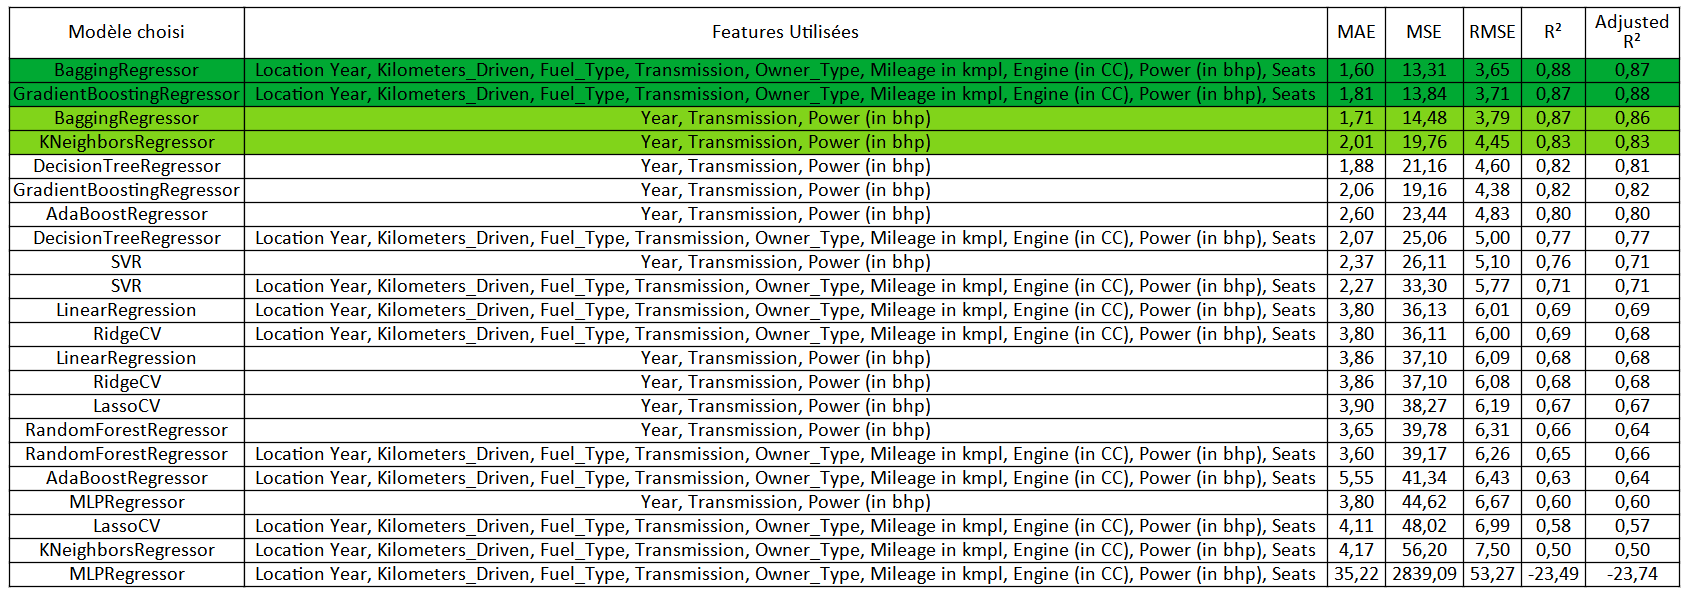 Modèle choisi Features Utilisées MAE MSE RMSE R² Adjusted R²
BaggingRegressor Location Year, Kilometers_Driven, Fuel_Type, Transmission, Owner_Type, Mileage in kmpl, Engine (in CC), Power (in bhp), Seats 1,60 13,31 3,65 0,88 0,87
GradientBoostingRegressor Location Year, Kilometers_Driven, Fuel_Type, Transmission, Owner_Type, Mileage in kmpl, Engine (in CC), Power (in bhp), Seats 1,81 13,84 3,71 0,87 0,88
BaggingRegressor Year, Transmission, Power (in bhp) 1,71 14,48 3,79 0,87 0,86
KNeighborsRegressor Year, Transmission, Power (in bhp) 2,01 19,76 4,45 0,83 0,83
DecisionTreeRegressor Year, Transmission, Power (in bhp) 1,88 21,16 4,60 0,82 0,81
GradientBoostingRegressor Year, Transmission, Power (in bhp) 2,06 19,16 4,38 0,82 0,82
AdaBoostRegressor Year, Transmission, Power (in bhp) 2,60 23,44 4,83 0,80 0,80
DecisionTreeRegressor Location Year, Kilometers_Driven, Fuel_Type, Transmission, Owner_Type, Mileage in kmpl, Engine (in CC), Power (in bhp), Seats 2,07 25,06 5,00 0,77 0,77
SVR Year, Transmission, Power (in bhp) 2,37 26,11 5,10 0,76 0,71
SVR Location Year, Kilometers_Driven, Fuel_Type, Transmission, Owner_Type, Mileage in kmpl, Engine (in CC), Power (in bhp), Seats 2,27 33,30 5,77 0,71 0,71
LinearRegression Location Year, Kilometers_Driven, Fuel_Type, Transmission, Owner_Type, Mileage in kmpl, Engine (in CC), Power (in bhp), Seats 3,80 36,13 6,01 0,69 0,69
RidgeCV Location Year, Kilometers_Driven, Fuel_Type, Transmission, Owner_Type, Mileage in kmpl, Engine (in CC), Power (in bhp), Seats 3,80 36,11 6,00 0,69 0,68
LinearRegression Year, Transmission, Power (in bhp) 3,86 37,10 6,09 0,68 0,68
RidgeCV Year, Transmission, Power (in bhp) 3,86 37,10 6,08 0,68 0,68
LassoCV Year, Transmission, Power (in bhp) 3,90 38,27 6,19 0,67 0,67
RandomForestRegressor Year, Transmission, Power (in bhp) 3,65 39,78 6,31 0,66 0,64
RandomForestRegressor Location Year, Kilometers_Driven, Fuel_Type, Transmission, Owner_Type, Mileage in kmpl, Engine (in CC), Power (in bhp), Seats 3,60 39,17 6,26 0,65 0,66
AdaBoostRegressor Location Year, Kilometers_Driven, Fuel_Type, Transmission, Owner_Type, Mileage in kmpl, Engine (in CC), Power (in bhp), Seats 5,55 41,34 6,43 0,63 0,64
MLPRegressor Year, Transmission, Power (in bhp) 3,80 44,62 6,67 0,60 0,60
LassoCV Location Year, Kilometers_Driven, Fuel_Type, Transmission, Owner_Type, Mileage in kmpl, Engine (in CC), Power (in bhp), Seats 4,11 48,02 6,99 0,58 0,57
KNeighborsRegressor Location Year, Kilometers_Driven, Fuel_Type, Transmission, Owner_Type, Mileage in kmpl, Engine (in CC), Power (in bhp), Seats 4,17 56,20 7,50 0,50 0,50
MLPRegressor Location Year, Kilometers_Driven, Fuel_Type, Transmission, Owner_Type, Mileage in kmpl, Engine (in CC), Power (in bhp), Seats 35,22 2839,09 53,27 -23,49 -23,74